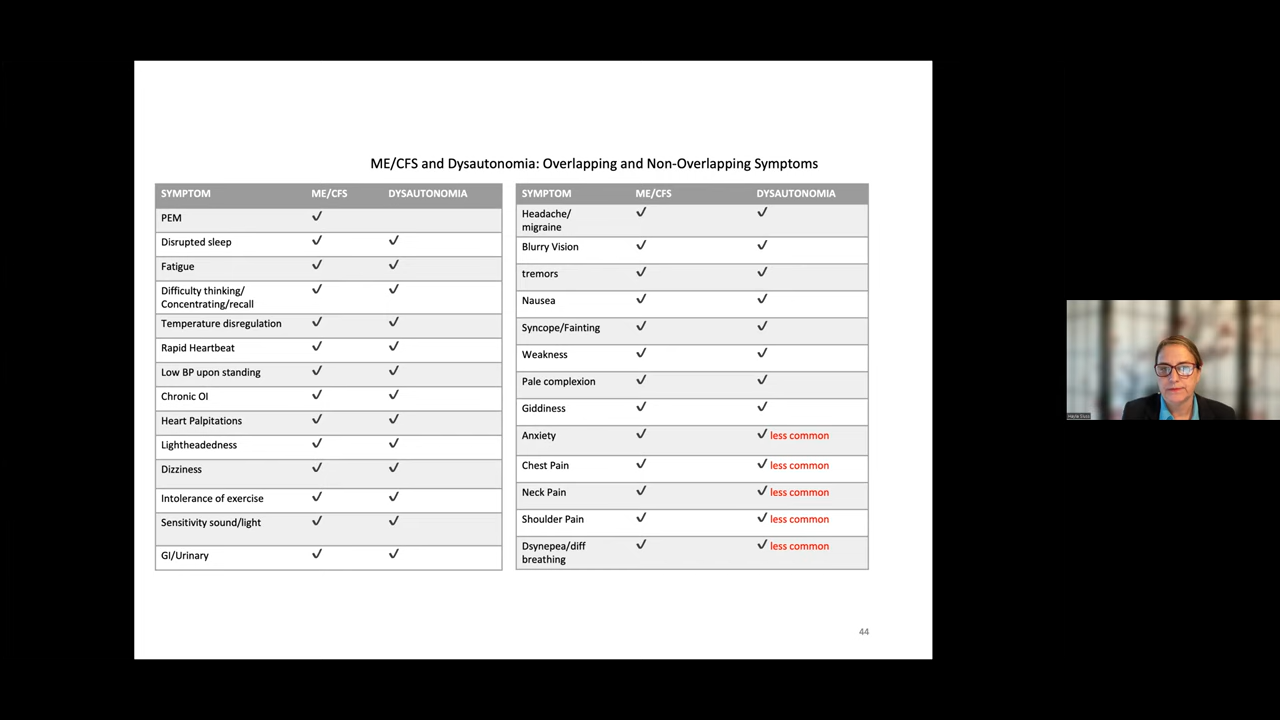 ME/CFS and Dysautonomia: Overlapping and Non-Overlapping Symptoms
SYMPTOM ME/CFS DYSAUTONOMIA
PEM ✓
Disrupted sleep ✓ ✓
Fatigue ✓ ✓
Difficulty thinking/
Concentrating/recall ✓ ✓
Temperature disregulation ✓ ✓
Rapid Heartbeat ✓ ✓
Low BP upon standing ✓ ✓
Chronic OI ✓ ✓
Heart Palpitations ✓ ✓
Lightheadedness ✓ ✓
Dizziness ✓ ✓
Intolerance of exercise ✓ ✓
Sensitivity sound/light ✓ ✓
GI/Urinary ✓ ✓
SYMPTOM ME/CFS DYSAUTONOMIA
Headache/ ✓ ✓
migraine
Blurry Vision ✓ ✓
tremors ✓ ✓
Nausea ✓ ✓
Syncope/Fainting ✓ ✓
Weakness ✓ ✓
Pale complexion ✓ ✓
Giddiness ✓ ✓
Anxiety ✓ ✓ less common
Chest Pain ✓ ✓ less common
Neck Pain ✓ ✓ less common
Shoulder Pain ✓ ✓ less common
Dsynepea/diff ✓ ✓ less common
breathing
44